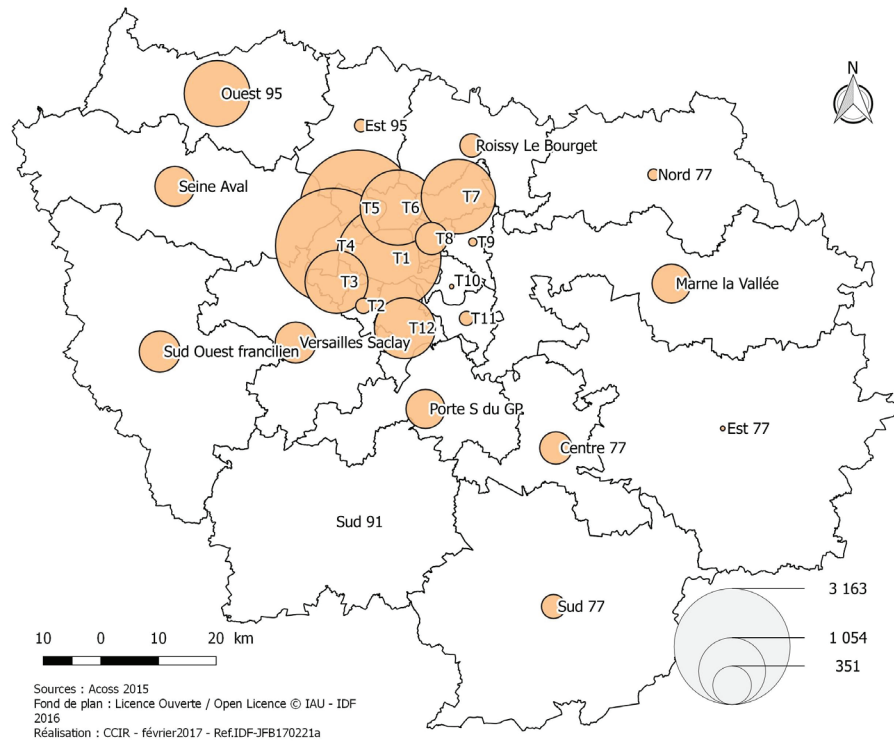 N
Ouest 95
Est 95
Roissy Le Bourget
Seine Aval
Nord 77
T5
T6
T7
T4
T1
T8
T9
T3
T10
Marne la Vallée
T2
T12
T11
Sud Ouest francilien
Versailles Saclay
Porte S du GP
Est 77
Centre 77
Sud 91
3 163
Sud 77
1 054
10 0 10 20 km
351
Sources : Acoss 2015
Fond de plan : Licence Ouverte / Open Licence © IAU - IDF
2016
Réalisation : CCIR - février2017 - Ref.IDF-JFB170221a